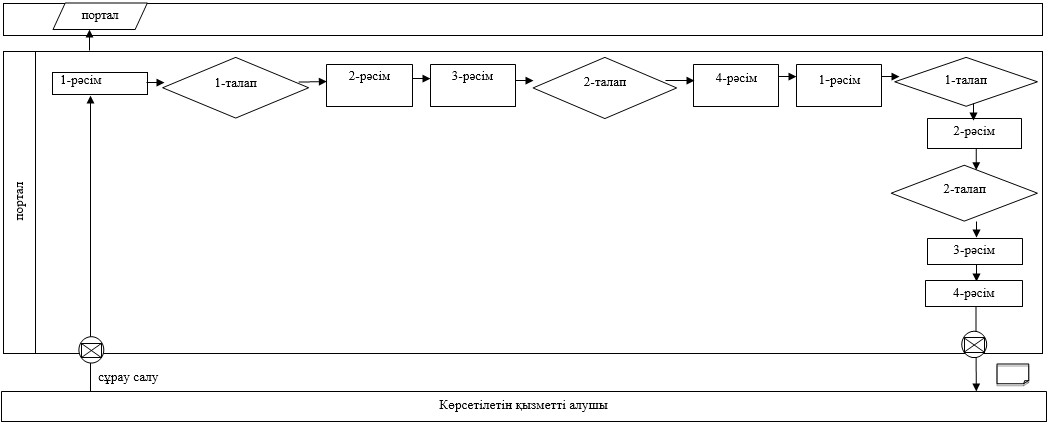 портал
портал
1-рәсім
1-талап
2-рәсім
3-рәсім
2-талап
4-рәсім
1-рәсім
1-талап
2-рәсім
2-талап
3-рәсім
4-рәсім
сұрау салу
Көрсетілетін қызметті алушы